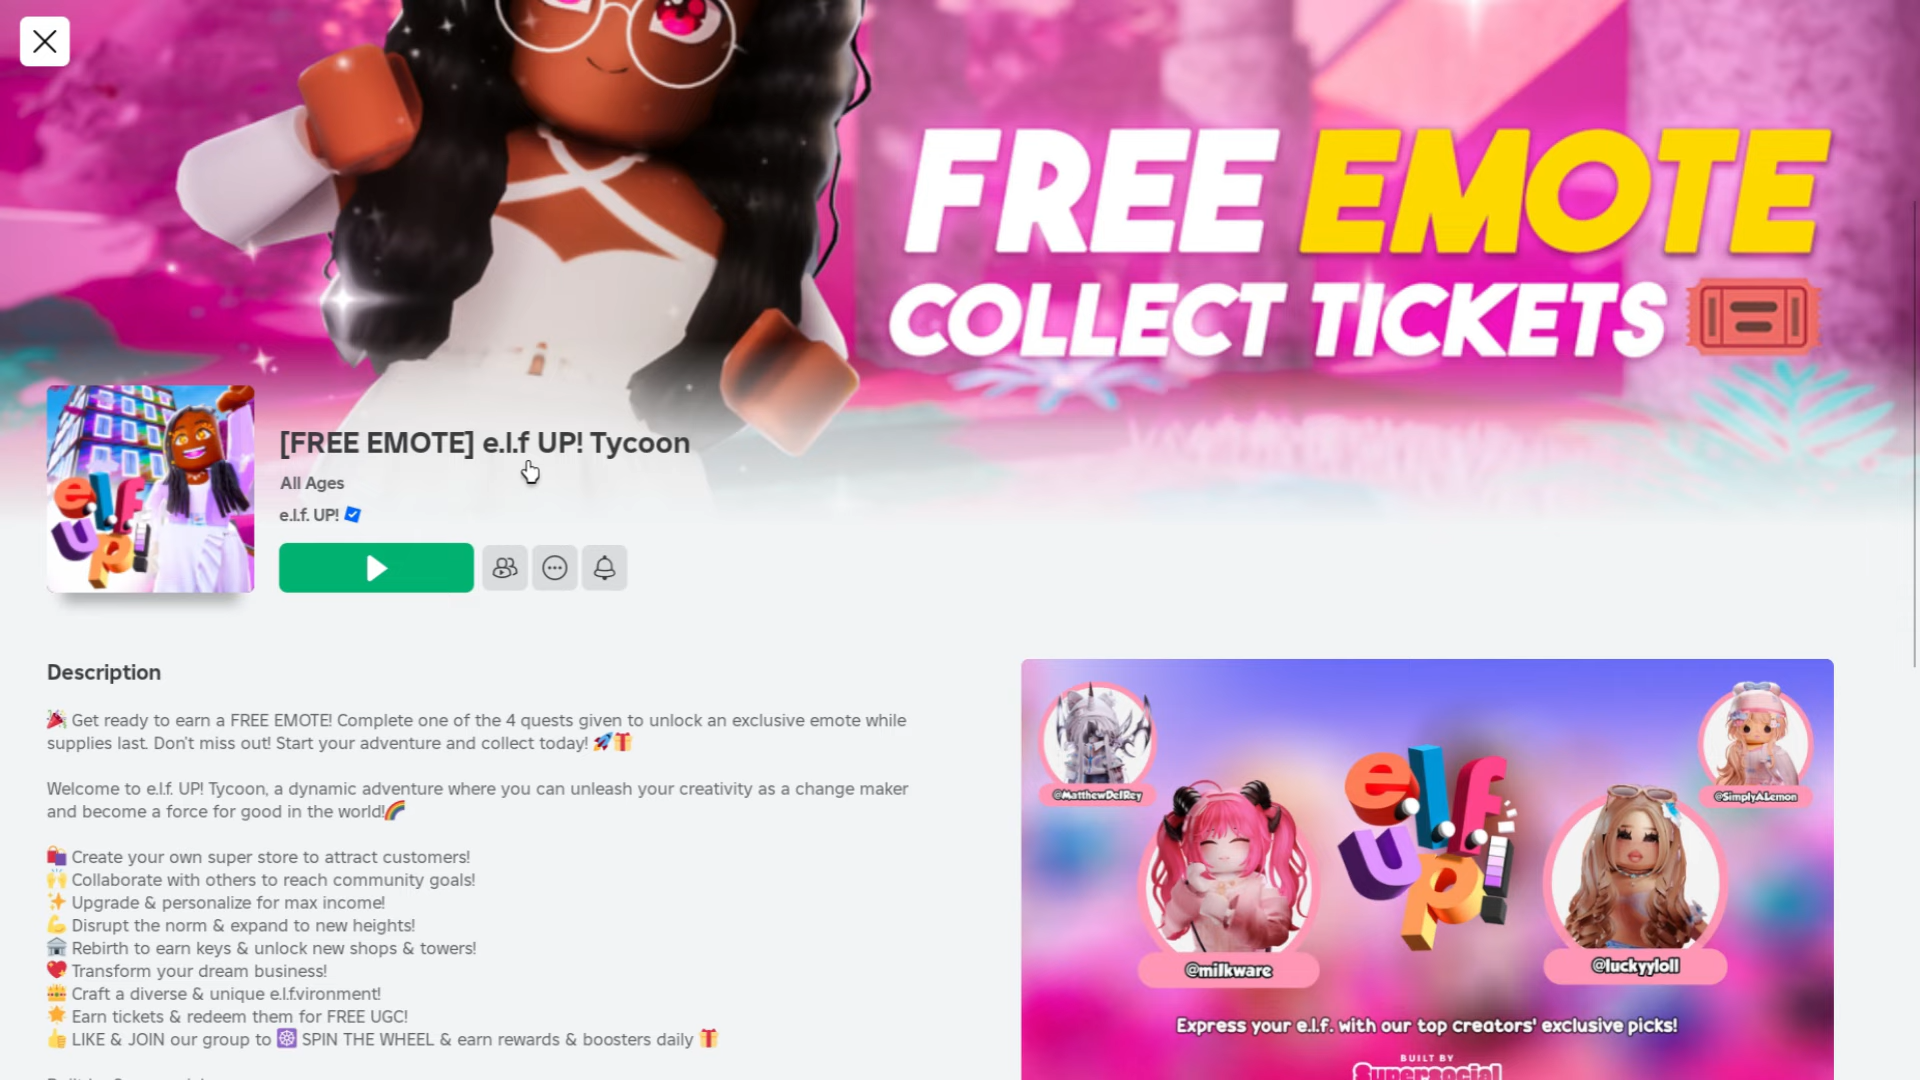 FREE EMOTE
COLLECT TICKETS
e.l.f
up!
[FREE EMOTE] e.l.f UP! Tycoon
All Ages
e.l.f. UP!
Description
🎉 Get ready to earn a FREE EMOTE! Complete one of the 4 quests given to unlock an exclusive emote while
supplies last. Don't miss out! Start your adventure and collect today! 🚀🎁
Welcome to e.l.f. UP! Tycoon, a dynamic adventure where you can unleash your creativity as a change maker
and become a force for good in the world!🌈
🛍️ Create your own super store to attract customers!
🙌 Collaborate with others to reach community goals!
✨ Upgrade & personalize for max income!
💪 Disrupt the norm & expand to new heights!
🏛️ Rebirth to earn keys & unlock new shops & towers!
💖 Transform your dream business!
👑 Craft a diverse & unique e.l.f.vironment!
🌟 Earn tickets & redeem them for FREE UGC!
👍 LIKE & JOIN our group to ☸️ SPIN THE WHEEL & earn rewards & boosters daily 🎁
@MatthewDelRey
@SimplyALemon
e.l.f.
up!
@milkware
@luckyyloll
Express your e.l.f. with our top creators' exclusive picks!
BUILT BY
Supersocial